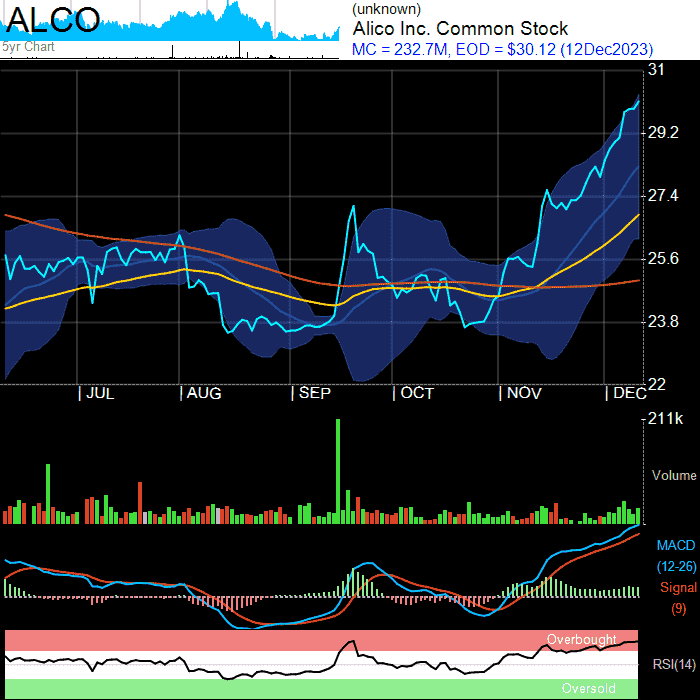 ALCO
5yr Chart
(unknown)
Alico Inc. Common Stock
MC = 232.7M, EOD = $30.12 (12Dec2023)
31
29.2
27.4
25.6
23.8
22
JUL AUG SEP OCT NOV DEC
211k
Volume
MACD
(12-26)
Signal
(9)
Overbought
RSI(14)
Oversold